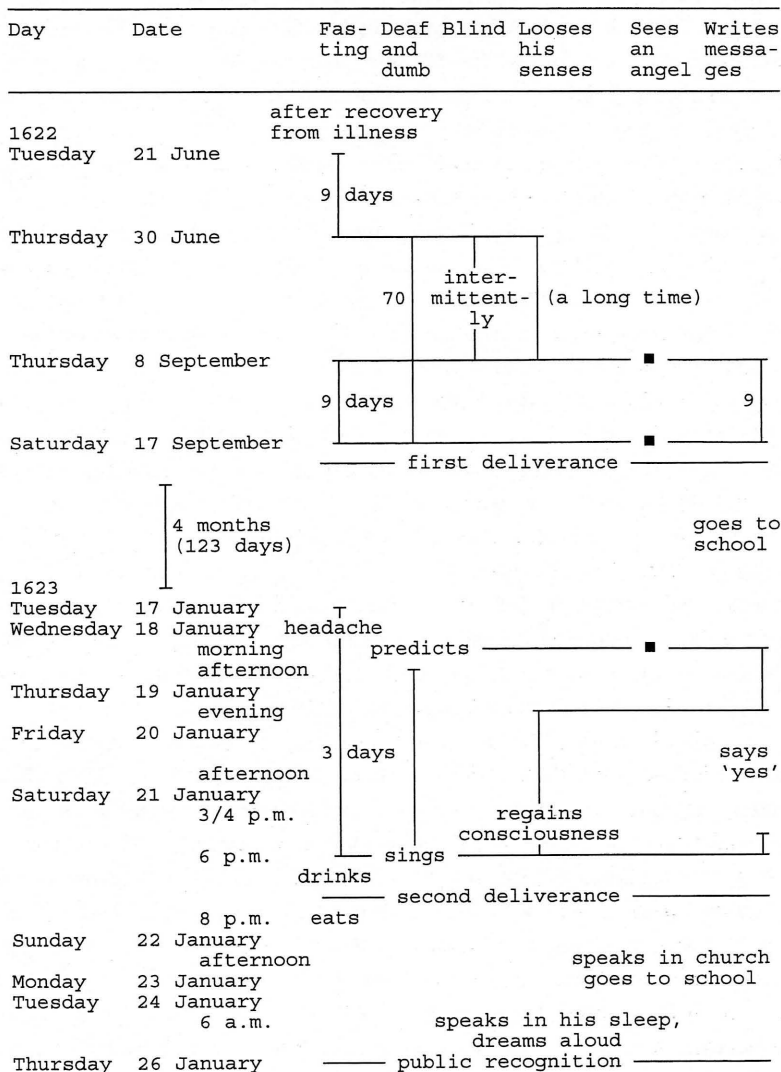 Day Date Fas- Deaf Blind Looses Sees Writes
ting and his an messa-
dumb senses angel ges
after recovery
1622 from illness
Tuesday 21 June
9 days
Thursday 30 June
inter-
70 mittent- (a long time)
ly
Thursday 8 September
9 days 9
Saturday 17 September
first deliverance
4 months goes to
(123 days) school
1623
Tuesday 17 January
Wednesday 18 January headache
morning predicts
afternoon
Thursday 19 January
evening
Friday 20 January
3 days says
afternoon 'yes'
Saturday 21 January
3/4 p.m. regains
consciousness
6 p.m. sings
drinks
second deliverance
8 p.m. eats
Sunday 22 January
afternoon speaks in church
Monday 23 January goes to school
Tuesday 24 January
6 a.m. speaks in his sleep,
dreams aloud
Thursday 26 January public recognition